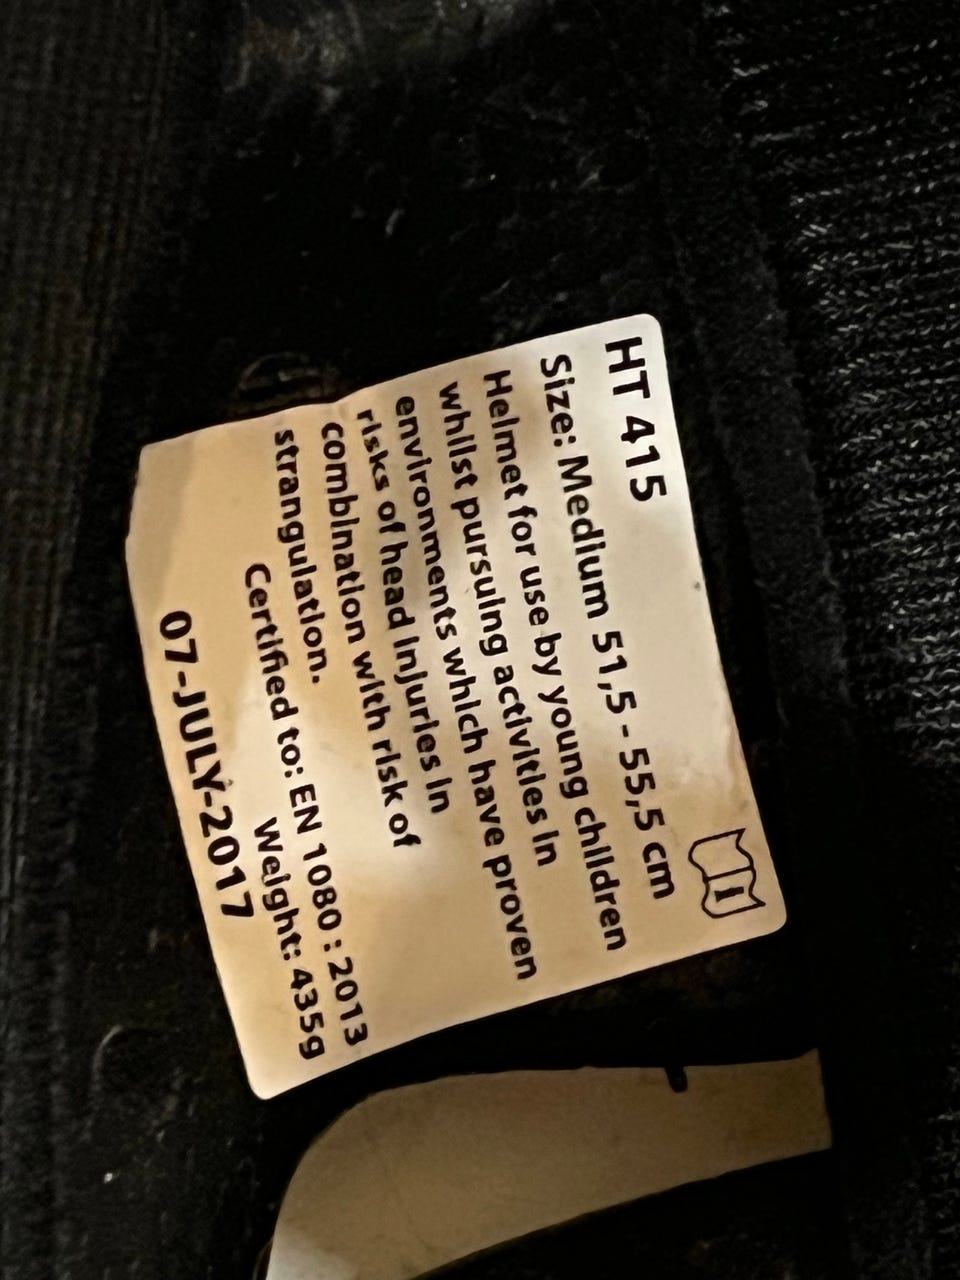 HT 415
Size: Medium 51,5 - 55,5 cm
Helmet for use by young children
whilst pursuing activities in
environments which have proven
risks of head injuries in
combination with risk of
strangulation.
Certified to: EN 1080 : 2013
Weight: 435g
07-JULY-2017